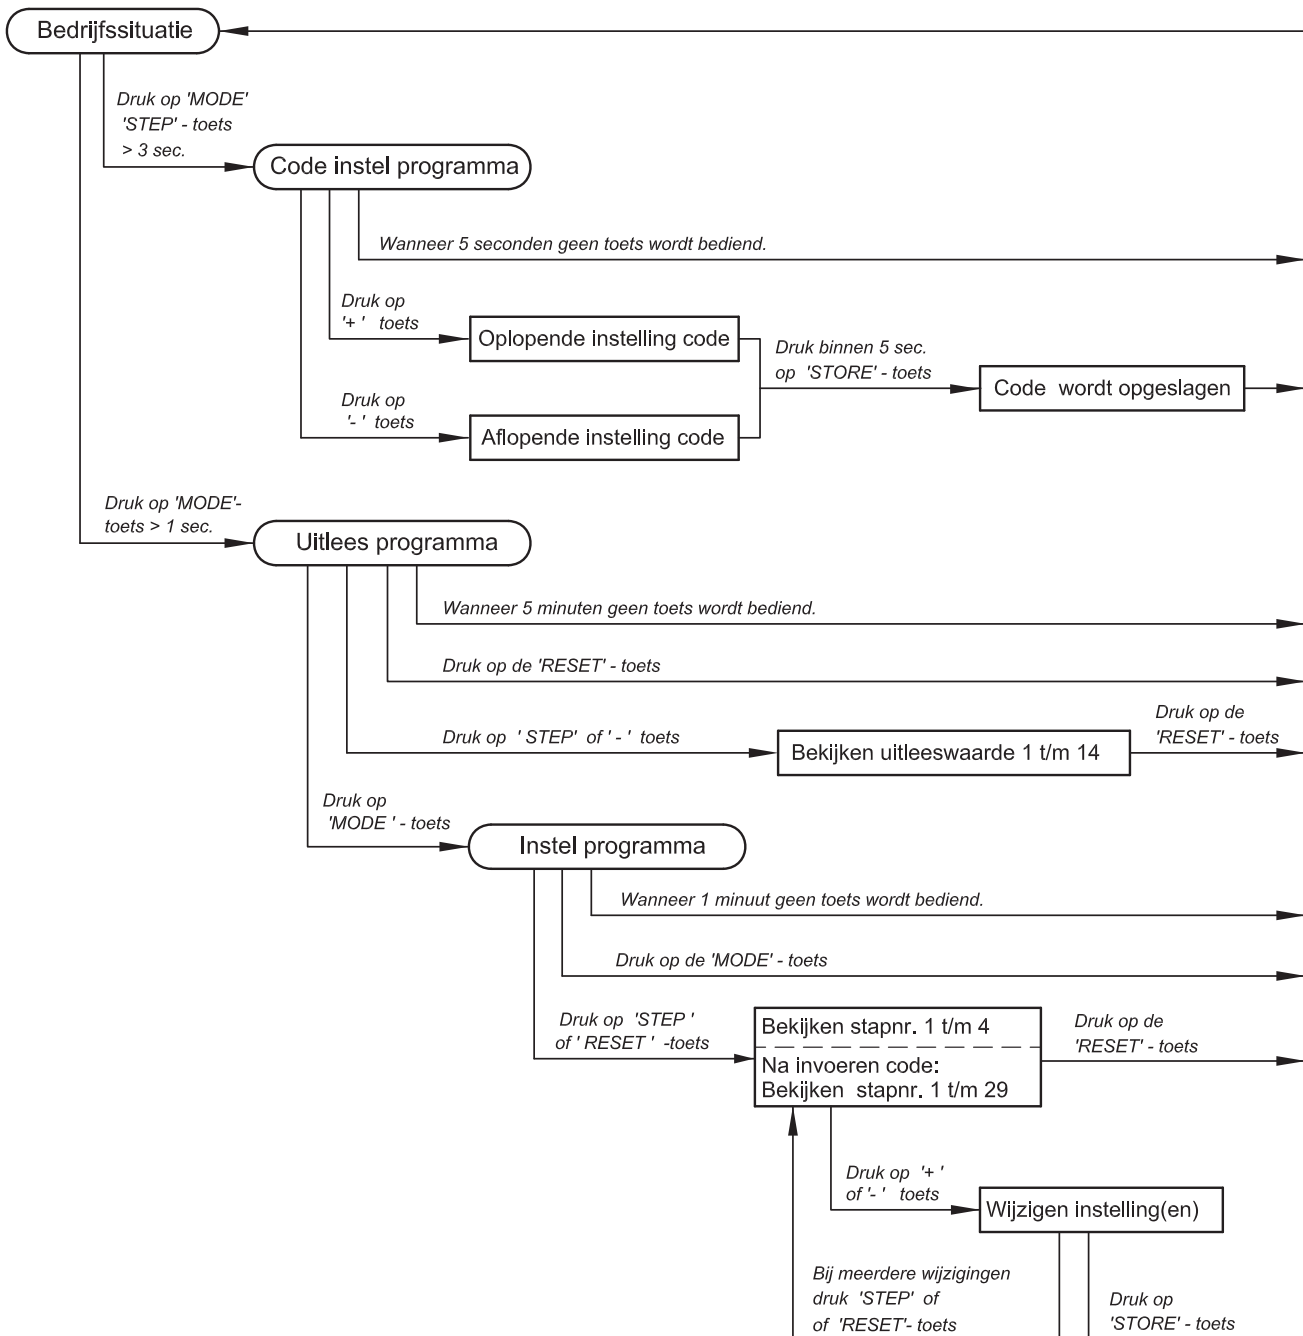 Bedrijfssituatie
Druk op 'MODE'
'STEP' - toets
> 3 sec.
Code instel programma
Wanneer 5 seconden geen toets wordt bediend.
Druk op
'+ ' toets
Oplopende instelling code
Druk binnen 5 sec.
op 'STORE' - toets
Code wordt opgeslagen
Druk op
'- ' toets
Aflopende instelling code
Druk op 'MODE'-
toets > 1 sec.
Uitlees programma
Wanneer 5 minuten geen toets wordt bediend.
Druk op de 'RESET' - toets
Druk op ' STEP' of ' - ' toets
Bekijken uitleeswaarde 1 t/m 14
Druk op de
'RESET' - toets
Druk op
'MODE ' - toets
Instel programma
Wanneer 1 minuut geen toets wordt bediend.
Druk op de 'MODE' - toets
Druk op 'STEP '
of ' RESET ' -toets
Bekijken stapnr. 1 t/m 4
Na invoeren code:
Bekijken stapnr. 1 t/m 29
Druk op de
'RESET' - toets
Druk op '+ '
of '- ' toets
Wijzigen instelling(en)
Bij meerdere wijzigingen
druk 'STEP' of
of 'RESET'- toets
Druk op
'STORE' - toets